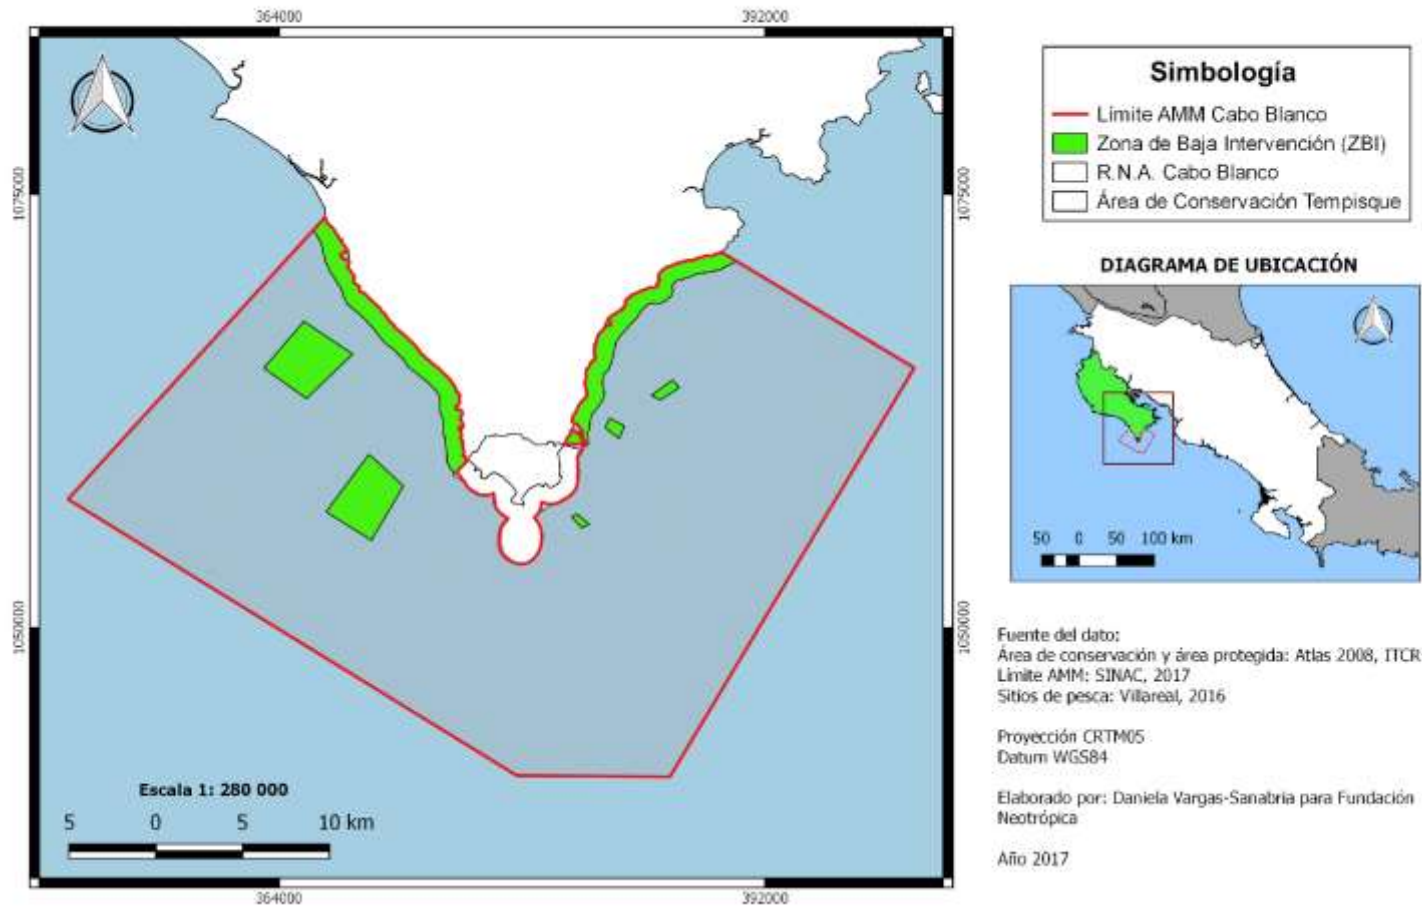 364000
392000
1075000
1075000
1050000
1050000
Escala 1: 280 000
5 0 5 10 km
364000
392000
Simbología
Límite AMM Cabo Blanco
Zona de Baja Intervención (ZBI)
R.N.A. Cabo Blanco
Área de Conservación Tempisque
DIAGRAMA DE UBICACIÓN
50 0 50 100 km
Fuente del dato:
Área de conservación y área protegida: Atlas 2008, ITCR
Límite AMM: SINAC, 2017
Sitios de pesca: Villareal, 2016
Proyección CRTM05
Datum WGS84
Elaborado por: Daniela Vargas-Sanabria para Fundación
Neotrópica
Año 2017